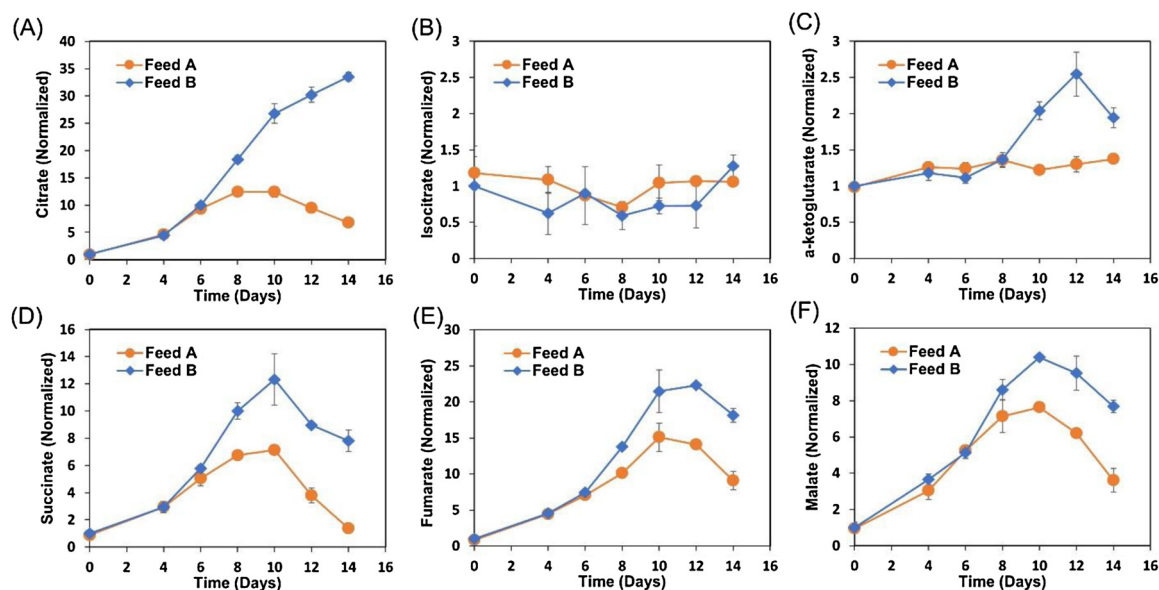 (A)
Citrate (Normalized)
40
35
30
25
20
15
10
5
0
Feed A
Feed B
0 2 4 6 8 10 12 14 16
Time (Days)
(B)
Isocitrate (Normalized)
3
2.5
2
1.5
1
0.5
0
Feed A
Feed B
0 2 4 6 8 10 12 14 16
Time (Days)
(C)
a-ketoglutarate (Normalized)
3
2.5
2
1.5
1
0.5
0
Feed A
Feed B
0 2 4 6 8 10 12 14 16
Time (Days)
(D)
Succinate (Normalized)
16
14
12
10
8
6
4
2
0
Feed A
Feed B
0 2 4 6 8 10 12 14 16
Time (Days)
(E)
Fumarate (Normalized)
30
25
20
15
10
5
0
Feed A
Feed B
0 2 4 6 8 10 12 14 16
Time (Days)
(F)
Malate (Normalized)
12
10
8
6
4
2
0
Feed A
Feed B
0 2 4 6 8 10 12 14 16
Time (Days)